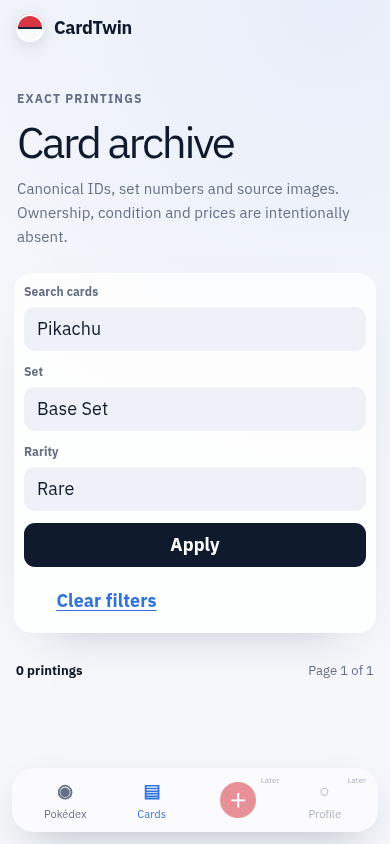 CardTwin
EXACT PRINTINGS
Card archive
Canonical IDs, set numbers and source images.
Ownership, condition and prices are intentionally
absent.
Search cards
Pikachu
Set
Base Set
Rarity
Rare
Apply
Clear filters
0 printings
Page 1 of 1
Pokédex
Cards
Later
Later
Profile